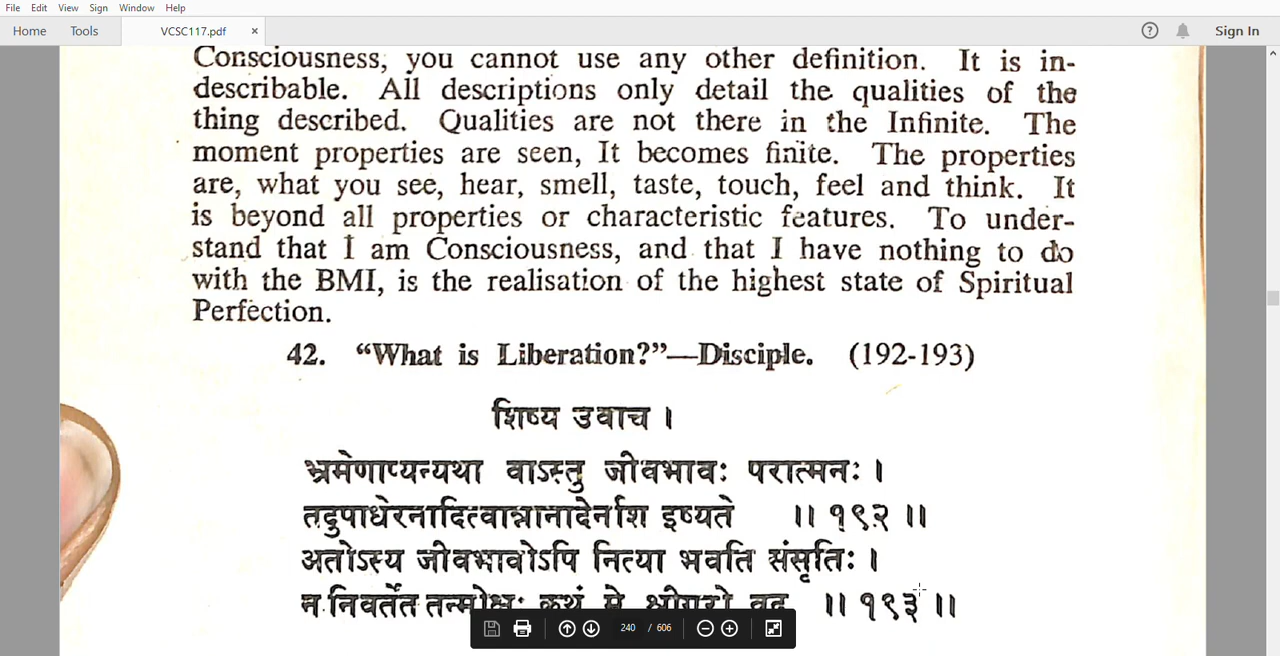 File Edit View Sign Window Help
Home Tools VCSC117.pdf × ? Sign In
Consciousness, you cannot use any other definition. It is in-
describable. All descriptions only detail the qualities of the
thing described. Qualities are not there in the Infinite. The
moment properties are seen, It becomes finite. The properties
are, what you see, hear, smell, taste, touch, feel and think. It
is beyond all properties or characteristic features. To under-
stand that I am Consciousness, and that I have nothing to do
with the BMI, is the realisation of the highest state of Spiritual
Perfection.
42. “What is Liberation?”—Disciple. (192-193)
शिष्य उवाच ।
भ्रमेणाप्यन्यथा वाऽस्तु जीवभावः परात्मनः ।
तदुपाधेरनादित्वान्नानादेर्नाश इष्यते ॥ १९२ ॥
अतोऽस्य जीवभावोऽपि नित्या भवति संसृतिः ।
न निवर्तेत तन्मोक्षः कथं मे श्रीगुरो वद ॥ १९३ ॥
240 / 606